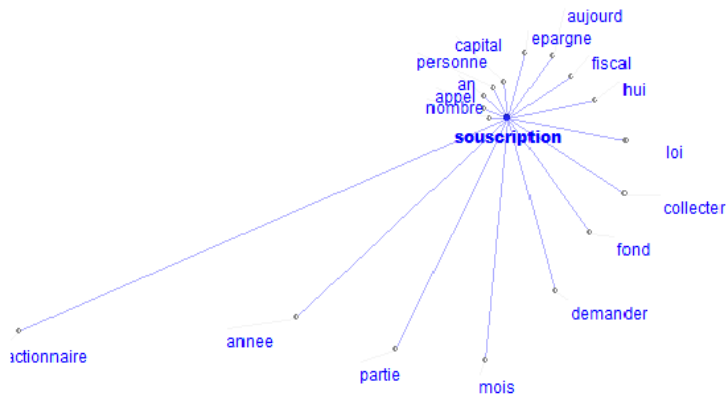 aujourd
epargne
capital
personne
fiscal
an
hui
appel
nombre
souscription
loi
collecter
fond
demander
annee
actionnaire
partie
mois